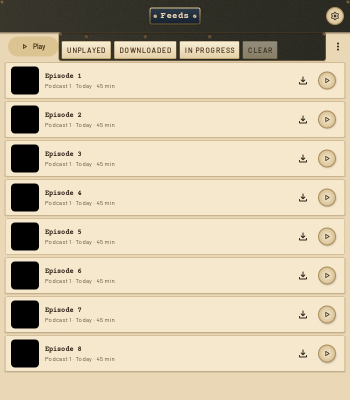 Feeds
Play
UNPLAYED
DOWNLOADED
IN PROGRESS
CLEAR
Episode 1
Podcast 1 · Today · 45 min
Episode 2
Podcast 1 · Today · 45 min
Episode 3
Podcast 1 · Today · 45 min
Episode 4
Podcast 1 · Today · 45 min
Episode 5
Podcast 1 · Today · 45 min
Episode 6
Podcast 1 · Today · 45 min
Episode 7
Podcast 1 · Today · 45 min
Episode 8
Podcast 1 · Today · 45 min